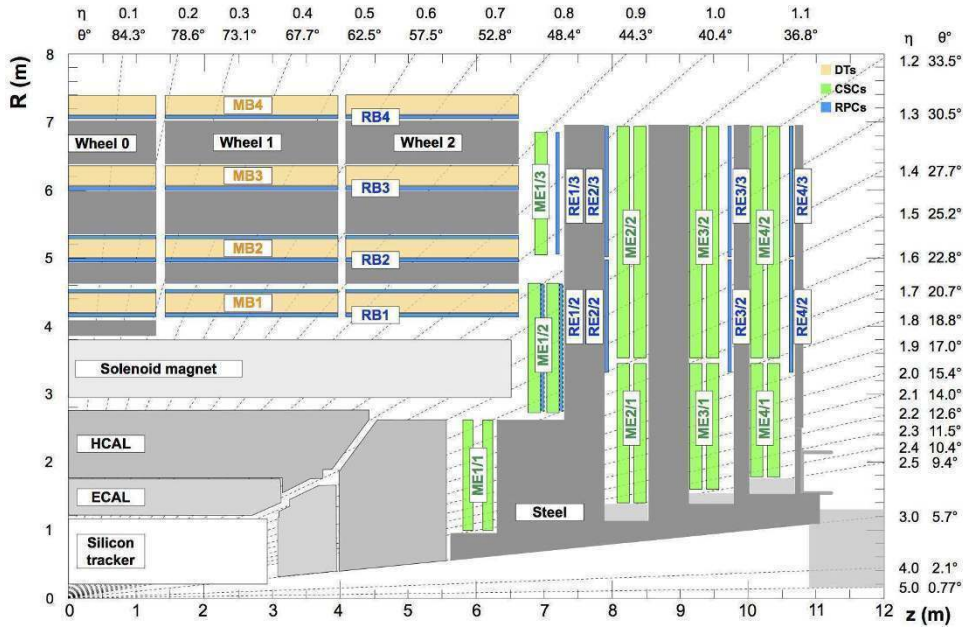 η 0.1 0.2 0.3 0.4 0.5 0.6 0.7 0.8 0.9 1.0 1.1
θ° 84.3° 78.6° 73.1° 67.7° 62.5° 57.5° 52.8° 48.4° 44.3° 40.4° 36.8° η θ°
R (m)
8
7
6
5
4
3
2
1
0
1.2 33.5°
1.3 30.5°
1.4 27.7°
1.5 25.2°
1.6 22.8°
1.7 20.7°
1.8 18.8°
1.9 17.0°
2.0 15.4°
2.1 14.0°
2.2 12.6°
2.3 11.5°
2.4 10.4°
2.5 9.4°
3.0 5.7°
4.0 2.1°
5.0 0.77°
DTs
CSCs
RPCs
MB4
RB4
Wheel 0 Wheel 1 Wheel 2
MB3
RB3
MB2
RB2
MB1
RB1
ME1/3
RE1/3
RE2/3
ME2/2
ME3/2
RE3/3
ME4/2
RE4/3
ME1/2
RE1/2
RE2/2
RE3/2
RE4/2
Solenoid magnet
HCAL
ECAL
Silicon
tracker
ME1/1
ME2/1
ME3/1
ME4/1
Steel
0 1 2 3 4 5 6 7 8 9 10 11 12
z (m)